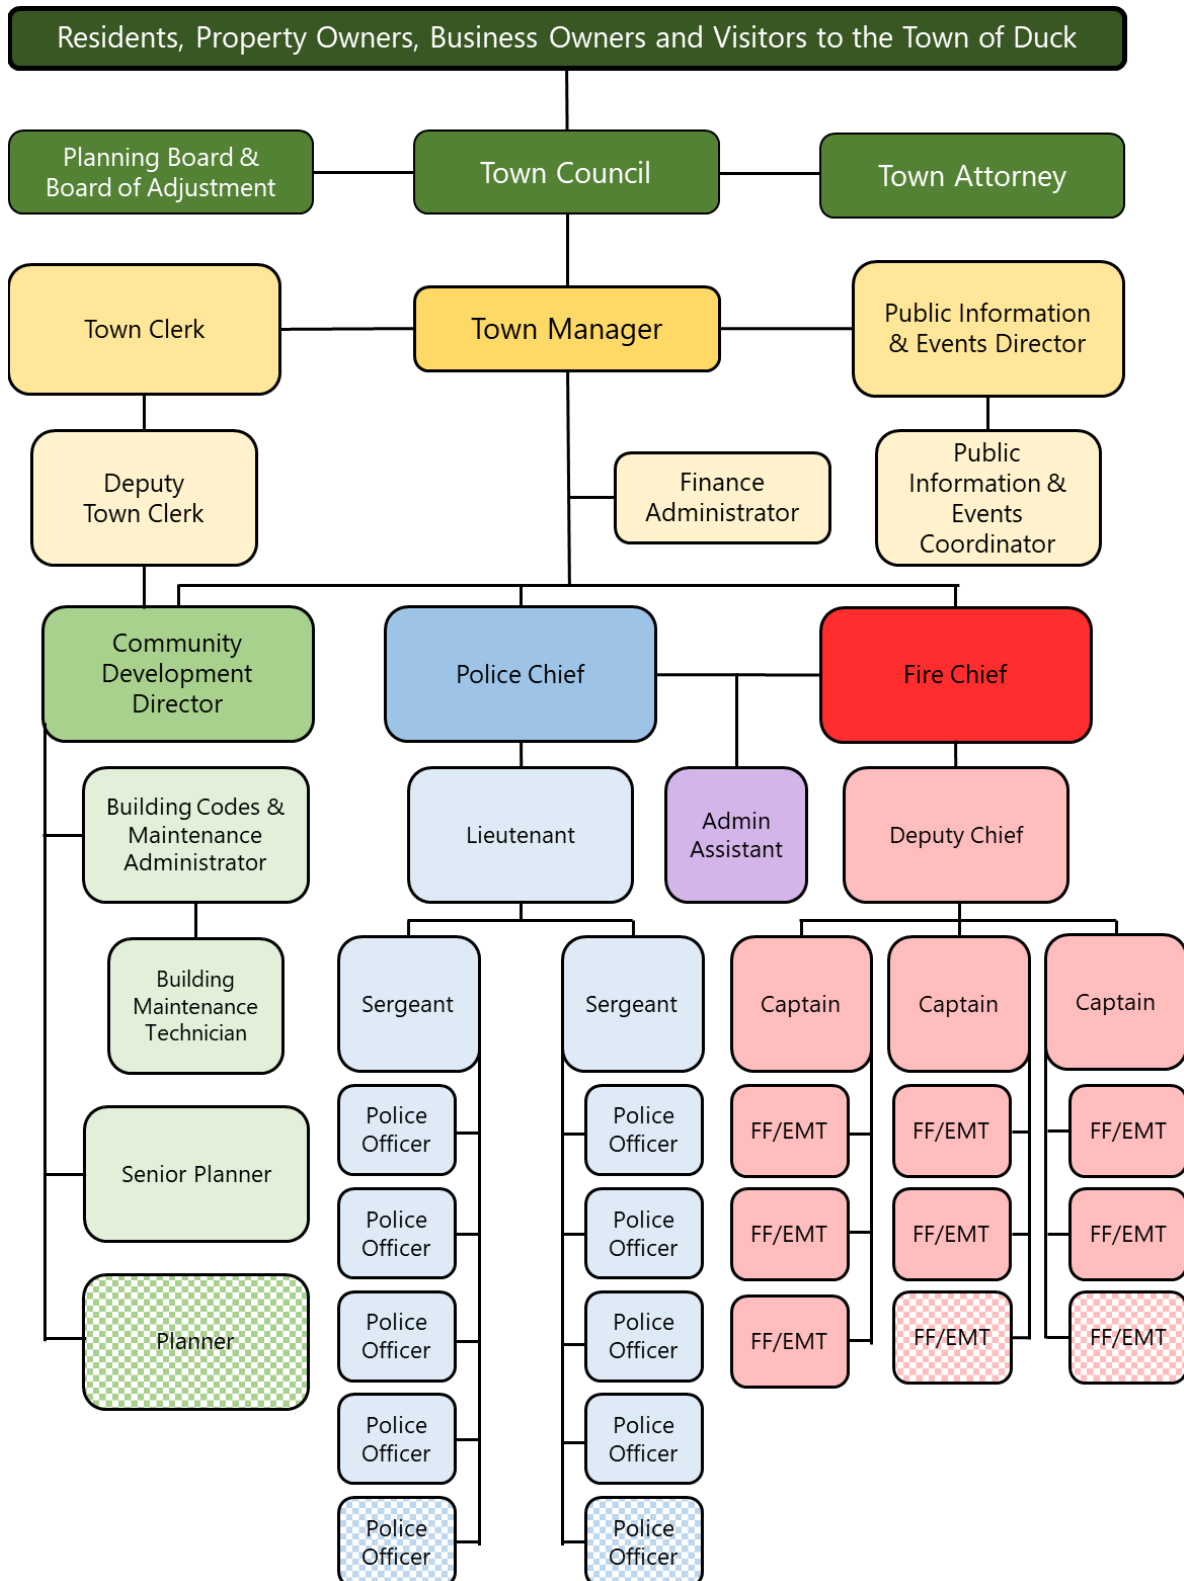 Residents, Property Owners, Business Owners and Visitors to the Town of Duck
Planning Board &
Board of Adjustment
Town Council
Town Attorney
Town Clerk
Town Manager
Public Information
& Events Director
Deputy
Town Clerk
Finance
Administrator
Public
Information &
Events
Coordinator
Community
Development
Director
Police Chief
Fire Chief
Building Codes &
Maintenance
Administrator
Lieutenant
Admin
Assistant
Deputy Chief
Building
Maintenance
Technician
Sergeant
Sergeant
Captain
Captain
Captain
Police
Officer
Police
Officer
FF/EMT
FF/EMT
FF/EMT
Senior Planner
Police
Officer
Police
Officer
FF/EMT
FF/EMT
FF/EMT
Planner
Police
Officer
Police
Officer
FF/EMT
FF/EMT
FF/EMT
Police
Officer
Police
Officer
Police
Officer
Police
Officer